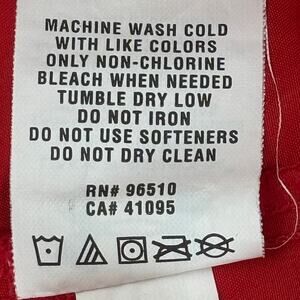 MACHINE WASH COLD
WITH LIKE COLORS
ONLY NON-CHLORINE
BLEACH WHEN NEEDED
TUMBLE DRY LOW
DO NOT IRON
DO NOT USE SOFTENERS
DO NOT DRY CLEAN
RN# 96510
CA# 41095